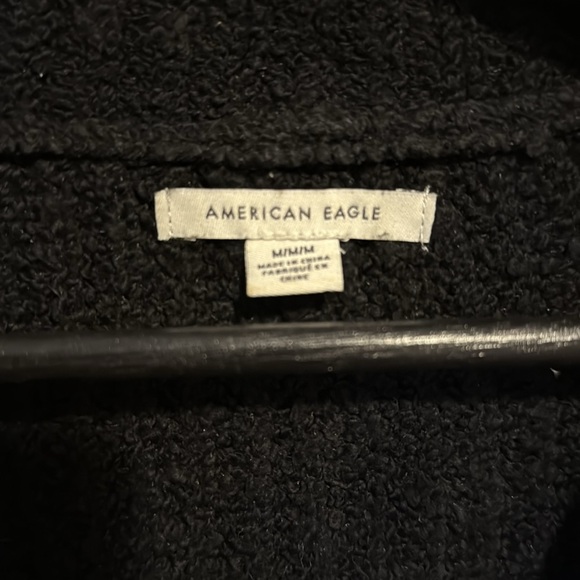 AMERICAN EAGLE
M/M/M
MADE IN CHINA
FABRIQUÉ EN
CHINE